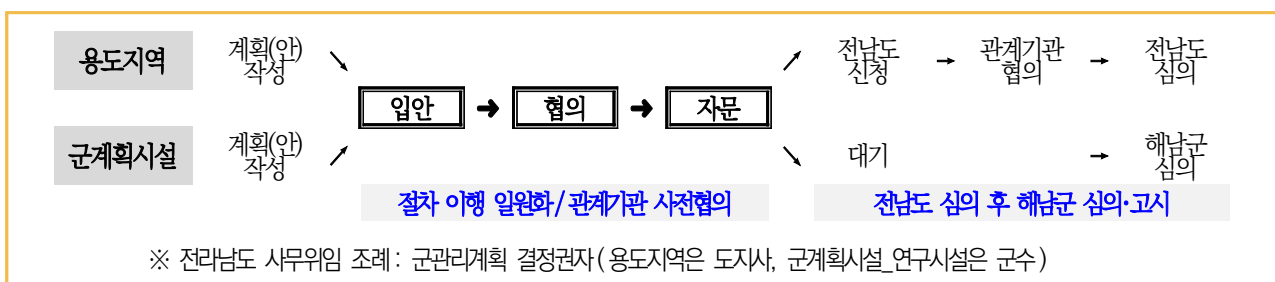 용도지역
계획(안)
작성
↘
입안 → 협의 → 자문
↗
전남도
신청
→
관계기관
협의
→
전남도
심의
군계획시설
계획(안)
작성
↗
↘
대기
→
해남군
심의
절차 이행 일원화 / 관계기관 사전협의
전남도 심의 후 해남군 심의·고시
※ 전라남도 사무위임 조례 : 군관리계획 결정권자 ( 용도지역은 도지사, 군계획시설_연구시설은 군수 )